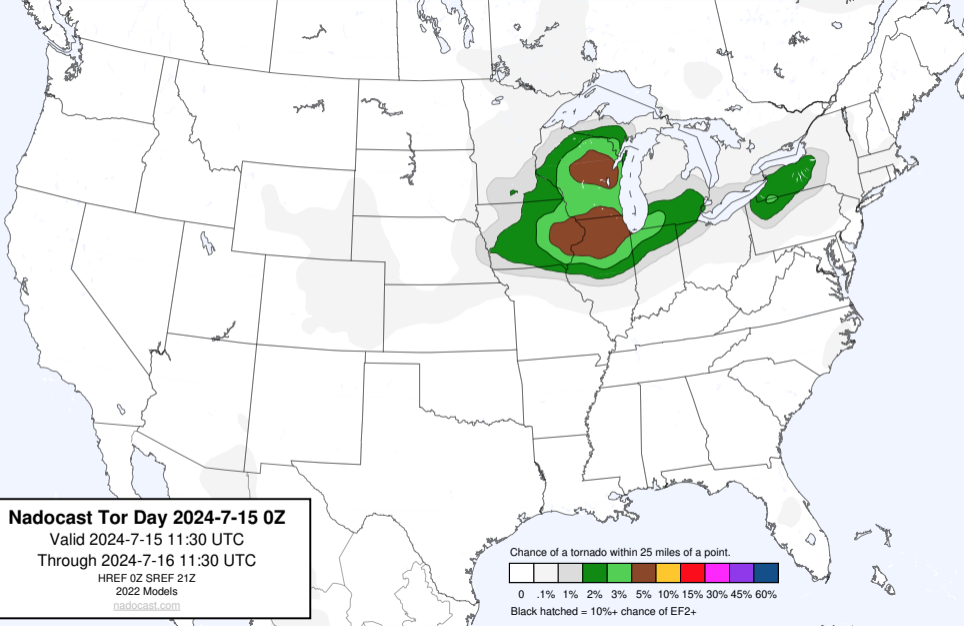 Nadocast Tor Day 2024-7-15 0Z
Valid 2024-7-15 11:30 UTC
Through 2024-7-16 11:30 UTC
HREF 0Z SREF 21Z
2022 Models
nadocast.com
Chance of a tornado within 25 miles of a point.
0 .1% 1% 2% 3% 5% 10% 15% 30% 45% 60%
Black hatched = 10%+ chance of EF2+